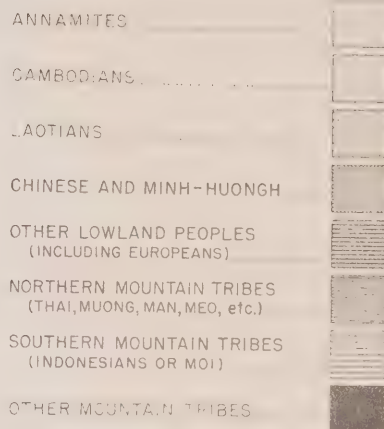 ANNAMITES
CAMBODIANS
LAOTIANS
CHINESE AND MINH-HUONGH
OTHER LOWLAND PEOPLES
(INCLUDING EUROPEANS)
NORTHERN MOUNTAIN TRIBES
(THAI, MUONG, MAN, MEO, etc.)
SOUTHERN MOUNTAIN TRIBES
(INDONESIANS OR MOI)
OTHER MOUNTAIN TRIBES